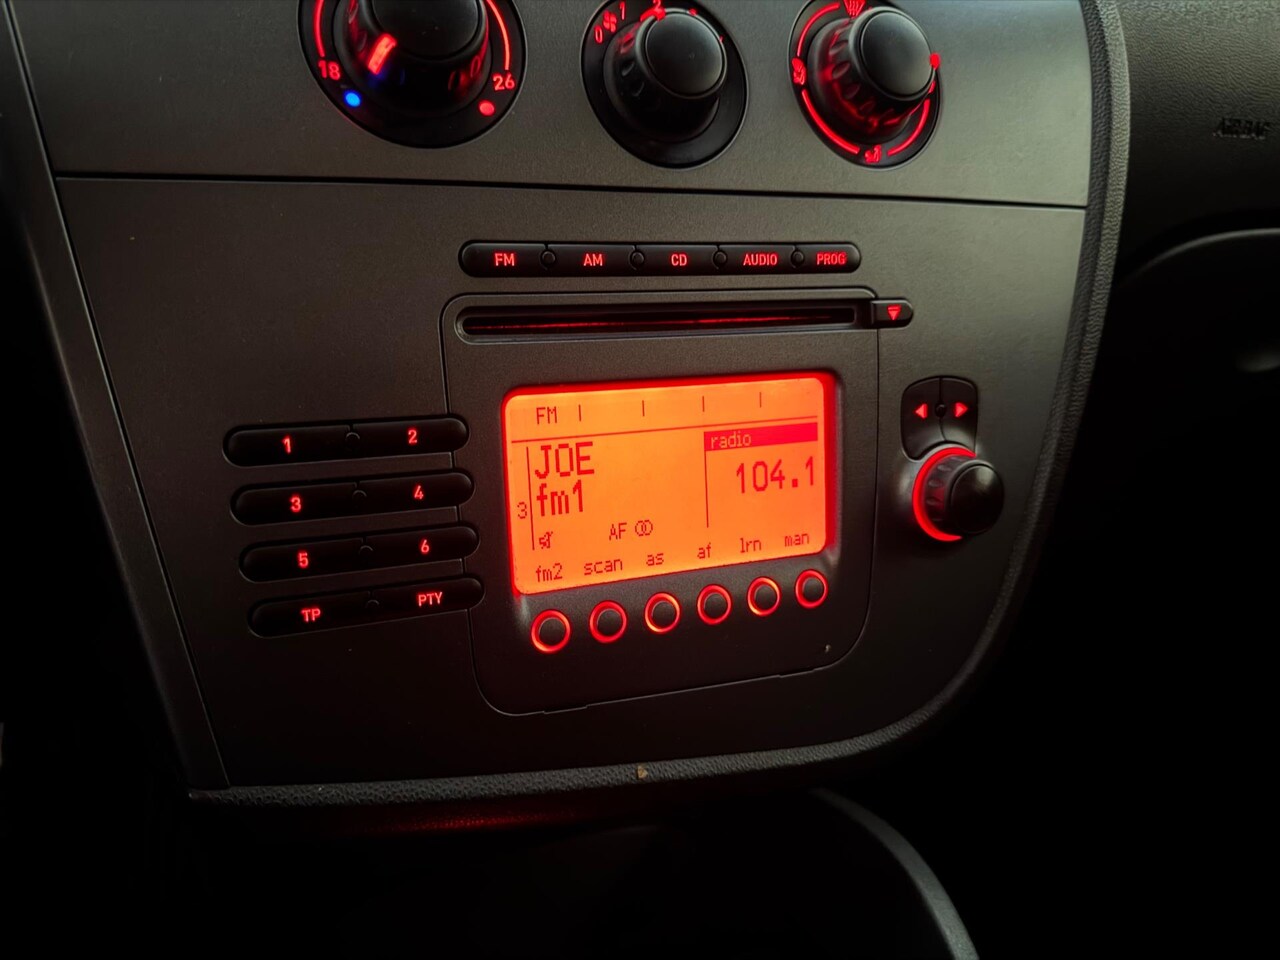 18
26
0 1 2
AIRBAG
FM AM CD AUDIO PROG
1 2
3 4
5 6
TP PTY
FM
JOE
radio
fm1
104.1
3
AF
fm2 scan as af lrn man